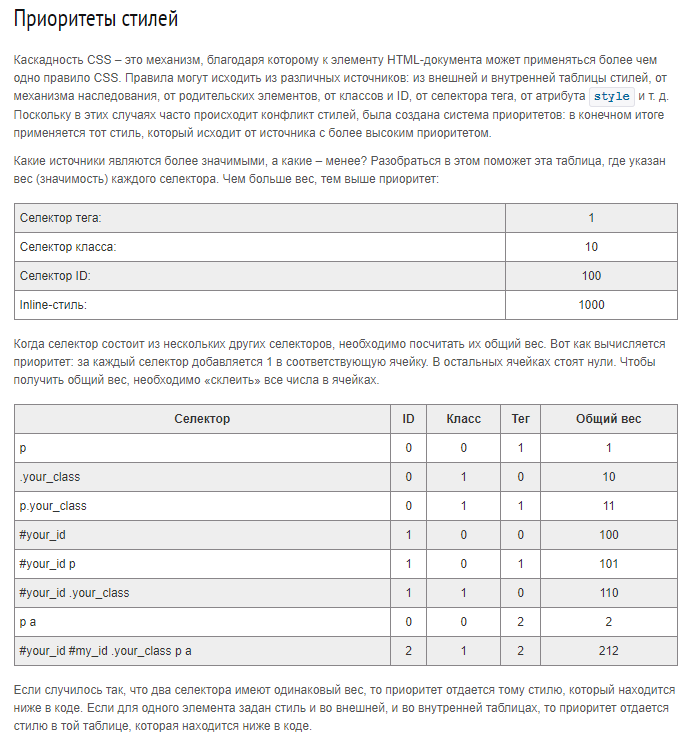 Приоритеты стилей
Каскадность CSS – это механизм, благодаря которому к элементу HTML-документа может применяться более чем
одно правило CSS. Правила могут исходить из различных источников: из внешней и внутренней таблицы стилей, от
механизма наследования, от родительских элементов, от классов и ID, от селектора тега, от атрибута style и т. д.
Поскольку в этих случаях часто происходит конфликт стилей, была создана система приоритетов: в конечном итоге
применяется тот стиль, который исходит от источника с более высоким приоритетом.
Какие источники являются более значимыми, а какие – менее? Разобраться в этом поможет эта таблица, где указан
вес (значимость) каждого селектора. Чем больше вес, тем выше приоритет:
Селектор тега: 1
Селектор класса: 10
Селектор ID: 100
Inline-стиль: 1000
Когда селектор состоит из нескольких других селекторов, необходимо посчитать их общий вес. Вот как вычисляется
приоритет: за каждый селектор добавляется 1 в соответствующую ячейку. В остальных ячейках стоят нули. Чтобы
получить общий вес, необходимо «склеить» все числа в ячейках.
Селектор ID Класс Тег Общий вес
p 0 0 1 1
.your_class 0 1 0 10
p.your_class 0 1 1 11
#your_id 1 0 0 100
#your_id p 1 0 1 101
#your_id .your_class 1 1 0 110
p a 0 0 2 2
#your_id #my_id .your_class p a 2 1 2 212
Если случилось так, что два селектора имеют одинаковый вес, то приоритет отдается тому стилю, который находится
ниже в коде. Если для одного элемента задан стиль и во внешней, и во внутренней таблицах, то приоритет отдается
стилю в той таблице, которая находится ниже в коде.